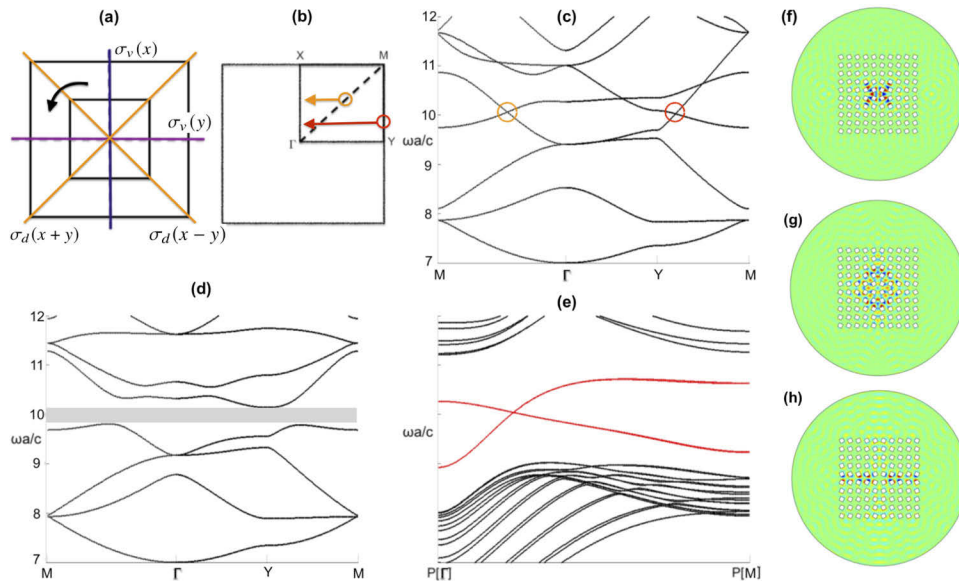 (a)
σv(x)
σv(y)
σd(x + y)
σd(x − y)
(b)
X
M
Γ
Y
(c)
12
11
10
ωa/c
9
8
7
M
Γ
Y
M
(d)
12
11
10
ωa/c
9
8
7
M
Γ
Y
M
(e)
ωa/c
P[Γ]
P[M]
(f)
(g)
(h)